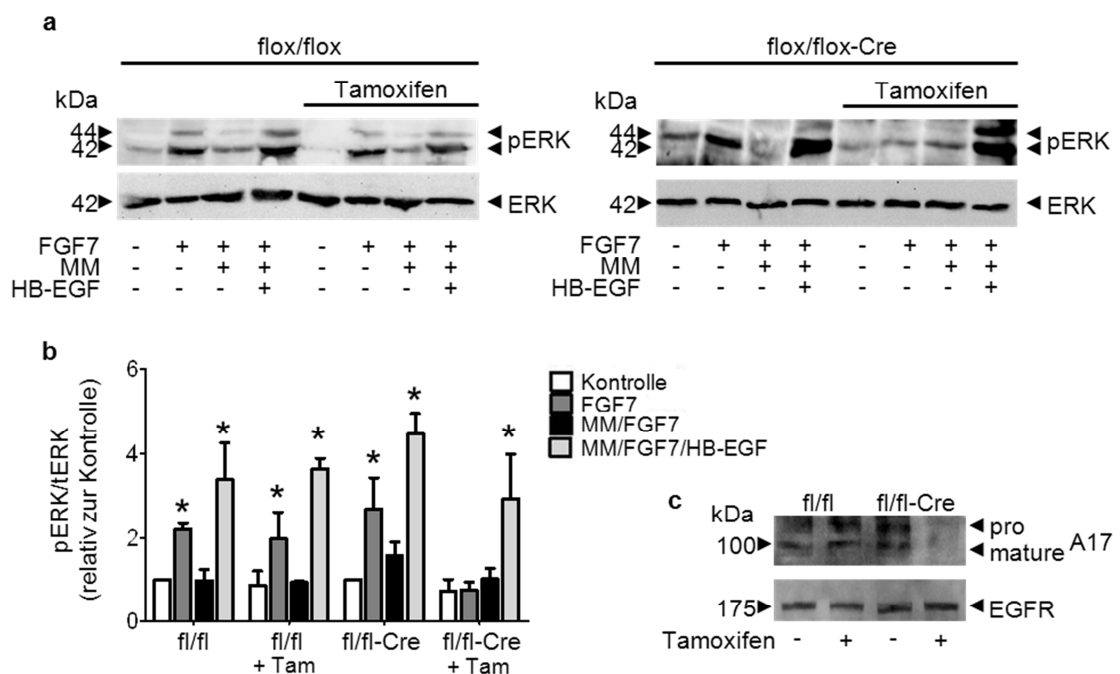 a
flox/flox
flox/flox-Cre
Tamoxifen
Tamoxifen
kDa
kDa
44
42
pERK
44
42
pERK
42
ERK
42
ERK
FGF7 - + + + - + + +
MM - - + + - - + +
HB-EGF - - - + - - - +
FGF7 - + + + - + + +
MM - - + + - - + +
HB-EGF - - - + - - - +
b
6
4
2
0
pERK/tERK
(relativ zur Kontrolle)
* * * * * * *
fl/fl
fl/fl
+ Tam
fl/fl-Cre
fl/fl-Cre
+ Tam
Kontrolle
FGF7
MM/FGF7
MM/FGF7/HB-EGF
c
fl/fl fl/fl-Cre
kDa
100
pro
mature
A17
175
EGFR
Tamoxifen - + - +